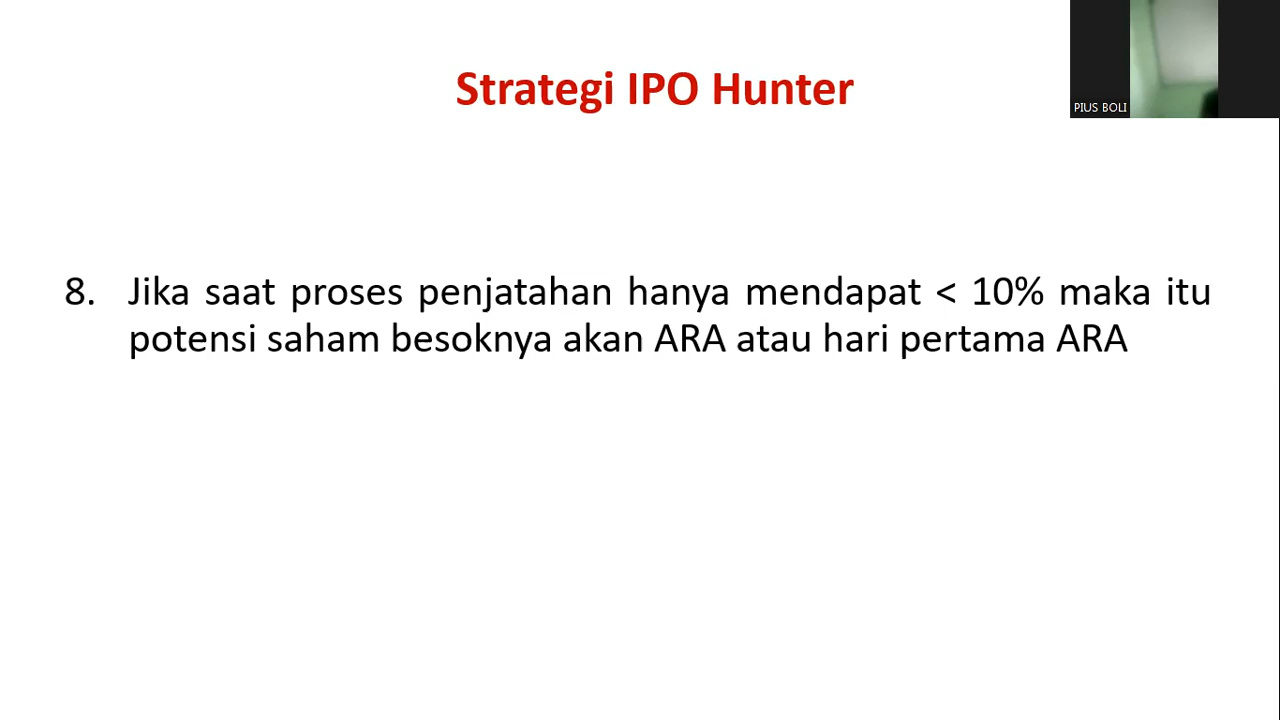 Strategi IPO Hunter
PIUS BOLI
8. Jika saat proses penjatahan hanya mendapat < 10% maka itu
potensi saham besoknya akan ARA atau hari pertama ARA